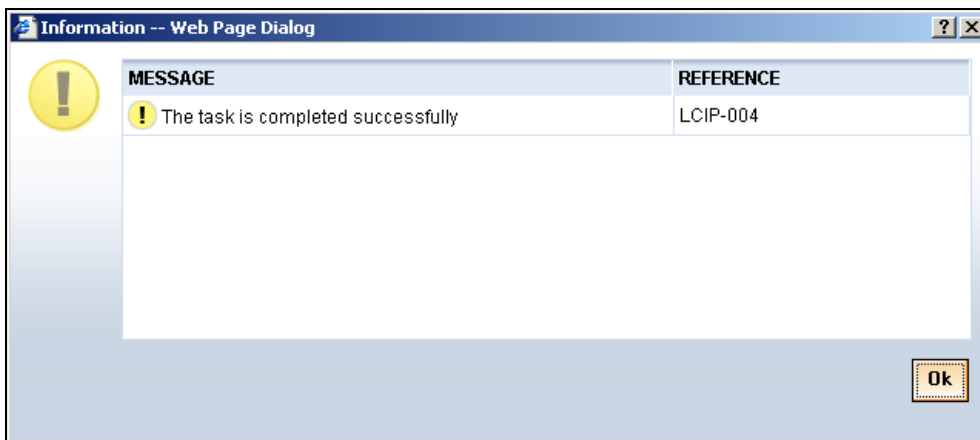 Information -- Web Page Dialog
MESSAGE REFERENCE
The task is completed successfully LCIP-004
Ok